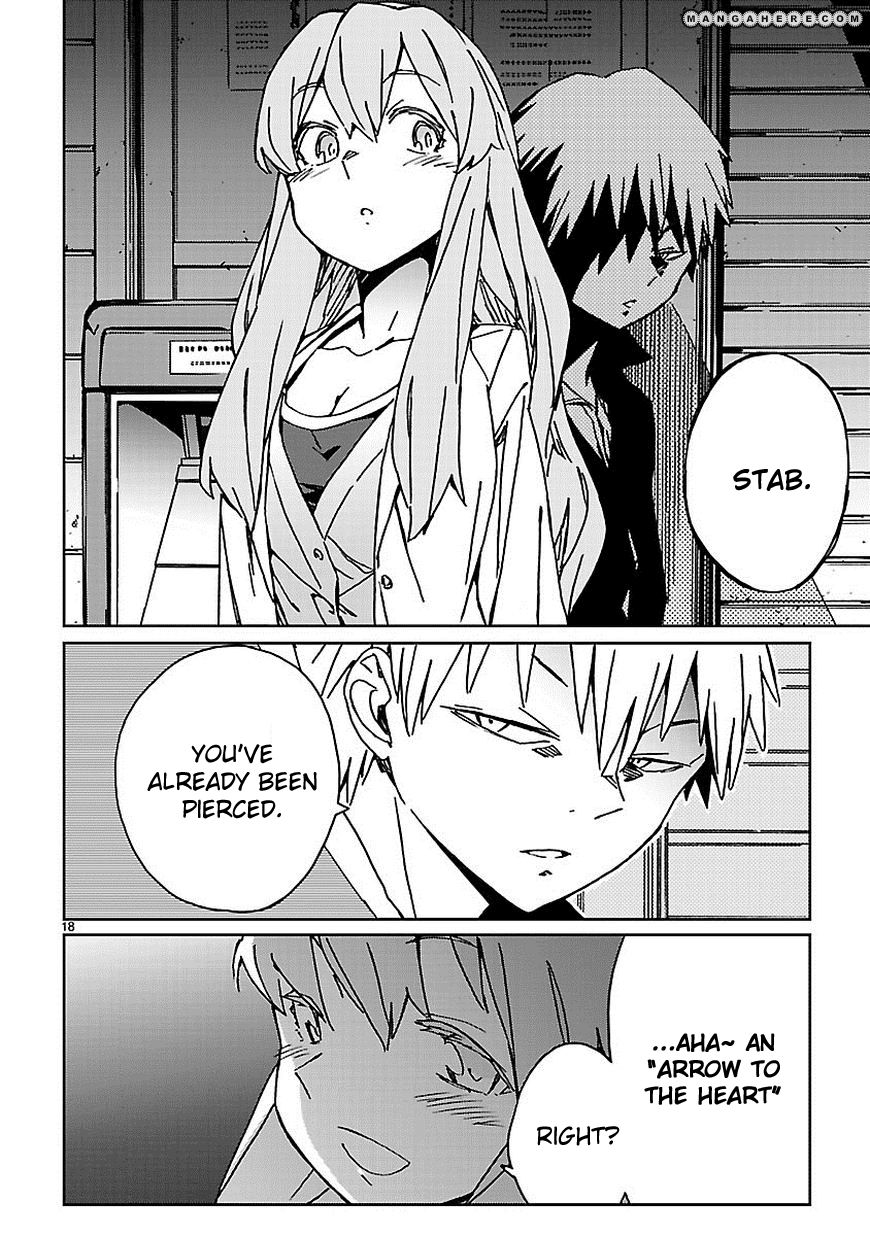 MANGAHERE.COM
STAB.
YOU'VE
ALREADY BEEN
PIERCED.
18
...AHA~ AN
"ARROW TO
THE HEART"
RIGHT?